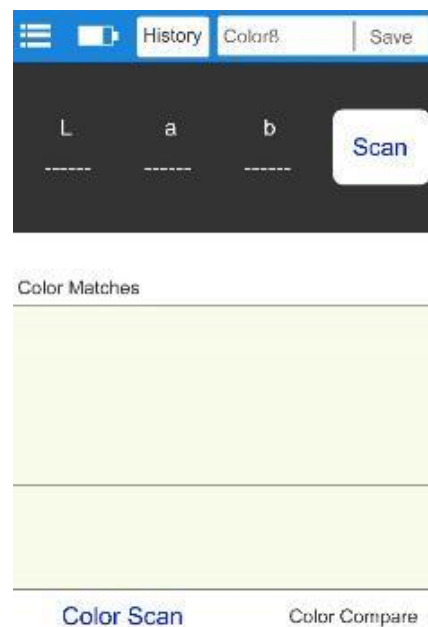 History Color8 Save
L a b Scan
------ ------ ------
Color Matches
Color Scan Color Compare